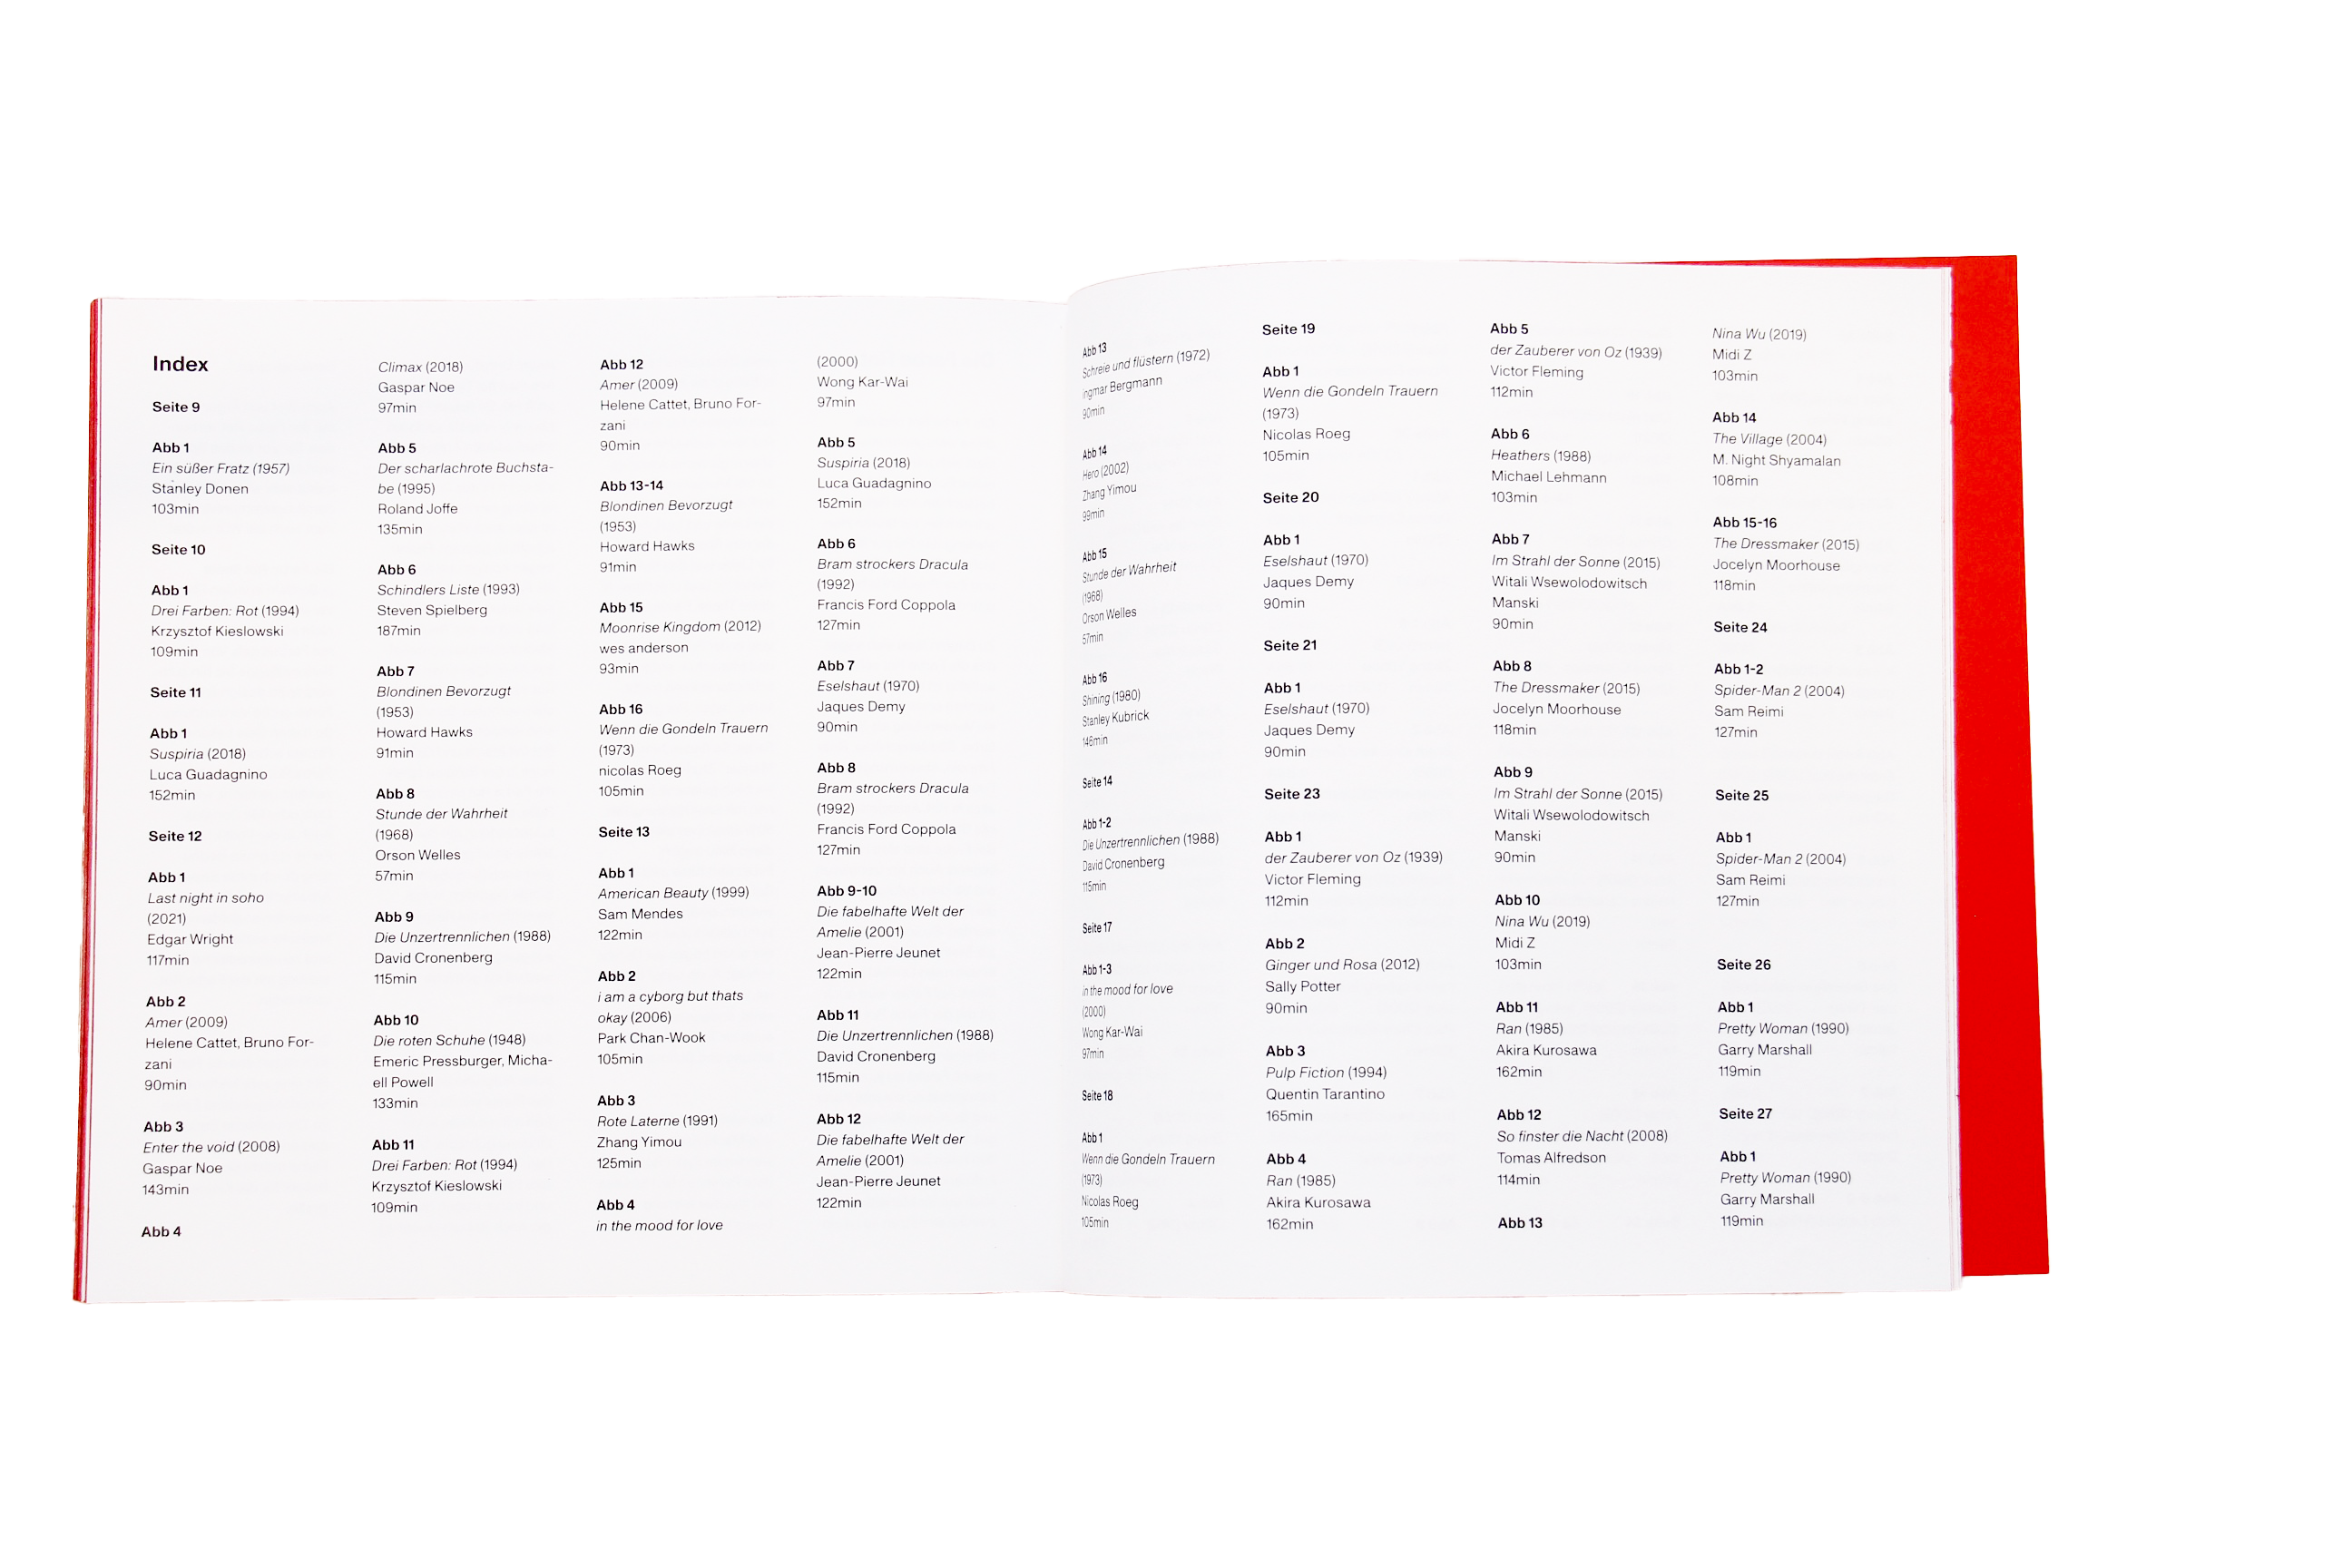 Index
Seite 9
Abb 1
Ein süßer Fratz (1957)
Stanley Donen
103min
Seite 10
Abb 1
Drei Farben: Rot (1994)
Krzysztof Kieslowski
109min
Seite 11
Abb 1
Suspiria (2018)
Luca Guadagnino
152min
Seite 12
Abb 1
Last night in soho
(2021)
Edgar Wright
117min
Abb 2
Amer (2009)
Helene Cattet, Bruno For-
zani
90min
Abb 3
Enter the void (2008)
Gaspar Noe
143min
Abb 4
Climax (2018)
Gaspar Noe
97min
Abb 5
Der scharlachrote Buchsta-
be (1995)
Roland Joffe
135min
Abb 6
Schindlers Liste (1993)
Steven Spielberg
187min
Abb 7
Blondinen Bevorzugt
(1953)
Howard Hawks
91min
Abb 8
Stunde der Wahrheit
(1968)
Orson Welles
57min
Abb 9
Die Unzertrennlichen (1988)
David Cronenberg
115min
Abb 10
Die roten Schuhe (1948)
Emeric Pressburger, Micha-
ell Powell
133min
Abb 11
Drei Farben: Rot (1994)
Krzysztof Kieslowski
109min
Abb 12
Amer (2009)
Helene Cattet, Bruno For-
zani
90min
Abb 13-14
Blondinen Bevorzugt
(1953)
Howard Hawks
91min
Abb 15
Moonrise Kingdom (2012)
wes anderson
93min
Abb 16
Wenn die Gondeln Trauern
(1973)
nicolas Roeg
105min
Seite 13
Abb 1
American Beauty (1999)
Sam Mendes
122min
Abb 2
i am a cyborg but thats
okay (2006)
Park Chan-Wook
105min
Abb 3
Rote Laterne (1991)
Zhang Yimou
125min
Abb 4
in the mood for love
(2000)
Wong Kar-Wai
97min
Abb 5
Suspiria (2018)
Luca Guadagnino
152min
Abb 6
Bram strockers Dracula
(1992)
Francis Ford Coppola
127min
Abb 7
Eselshaut (1970)
Jaques Demy
90min
Abb 8
Bram strockers Dracula
(1992)
Francis Ford Coppola
127min
Abb 9-10
Die fabelhafte Welt der
Amelie (2001)
Jean-Pierre Jeunet
122min
Abb 11
Die Unzertrennlichen (1988)
David Cronenberg
115min
Abb 12
Die fabelhafte Welt der
Amelie (2001)
Jean-Pierre Jeunet
122min
Abb 13
Schreie und flüstern (1972)
Ingmar Bergmann
90min
Abb 14
Hero (2002)
Zhang Yimou
99min
Abb 15
Stunde der Wahrheit
(1968)
Orson Welles
57min
Abb 16
Shining (1980)
Stanley Kubrick
146min
Seite 14
Abb 1-2
Die Unzertrennlichen (1988)
David Cronenberg
115min
Seite 17
Abb 1-3
in the mood for love
(2000)
Wong Kar-Wai
97min
Seite 18
Abb 1
Wenn die Gondeln Trauern
(1973)
Nicolas Roeg
105min
Seite 19
Abb 1
Wenn die Gondeln Trauern
(1973)
Nicolas Roeg
105min
Seite 20
Abb 1
Eselshaut (1970)
Jaques Demy
90min
Seite 21
Abb 1
Eselshaut (1970)
Jaques Demy
90min
Seite 23
Abb 1
der Zauberer von Oz (1939)
Victor Fleming
112min
Abb 2
Ginger und Rosa (2012)
Sally Potter
90min
Abb 3
Pulp Fiction (1994)
Quentin Tarantino
165min
Abb 4
Ran (1985)
Akira Kurosawa
162min
Abb 5
der Zauberer von Oz (1939)
Victor Fleming
112min
Abb 6
Heathers (1988)
Michael Lehmann
103min
Abb 7
Im Strahl der Sonne (2015)
Witali Wsewolodowitsch
Manski
90min
Abb 8
The Dressmaker (2015)
Jocelyn Moorhouse
118min
Abb 9
Im Strahl der Sonne (2015)
Witali Wsewolodowitsch
Manski
90min
Abb 10
Nina Wu (2019)
Midi Z
103min
Abb 11
Ran (1985)
Akira Kurosawa
162min
Abb 12
So finster die Nacht (2008)
Tomas Alfredson
114min
Abb 13
Nina Wu (2019)
Midi Z
103min
Abb 14
The Village (2004)
M. Night Shyamalan
108min
Abb 15-16
The Dressmaker (2015)
Jocelyn Moorhouse
118min
Seite 24
Abb 1-2
Spider-Man 2 (2004)
Sam Reimi
127min
Seite 25
Abb 1
Spider-Man 2 (2004)
Sam Reimi
127min
Seite 26
Abb 1
Pretty Woman (1990)
Garry Marshall
119min
Seite 27
Abb 1
Pretty Woman (1990)
Garry Marshall
119min